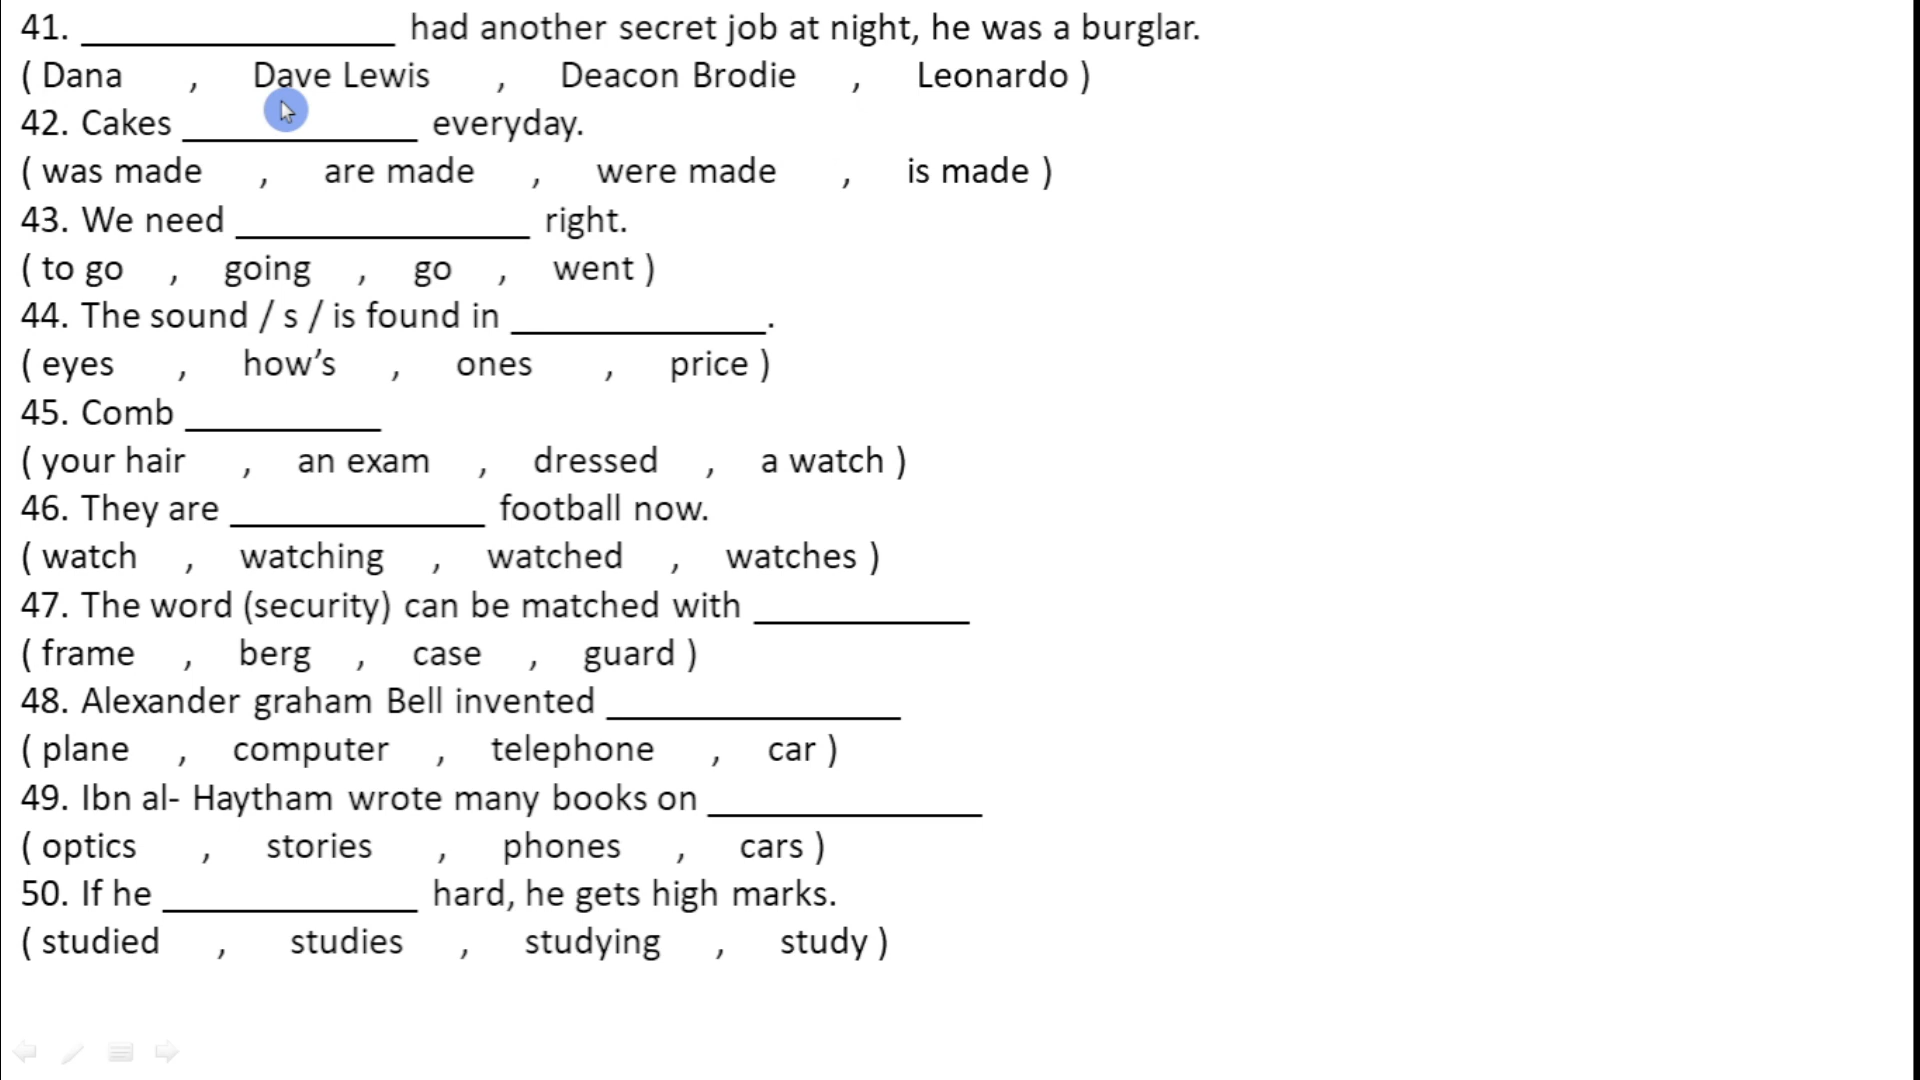 41. ________________ had another secret job at night, he was a burglar.
( Dana , Dave Lewis , Deacon Brodie , Leonardo )
42. Cakes ____________ everyday.
( was made , are made , were made , is made )
43. We need _______________ right.
( to go , going , go , went )
44. The sound / s / is found in _____________.
( eyes , how’s , ones , price )
45. Comb __________
( your hair , an exam , dressed , a watch )
46. They are _____________ football now.
( watch , watching , watched , watches )
47. The word (security) can be matched with ___________
( frame , berg , case , guard )
48. Alexander graham Bell invented _______________
( plane , computer , telephone , car )
49. Ibn al- Haytham wrote many books on ______________
( optics , stories , phones , cars )
50. If he _____________ hard, he gets high marks.
( studied , studies , studying , study )